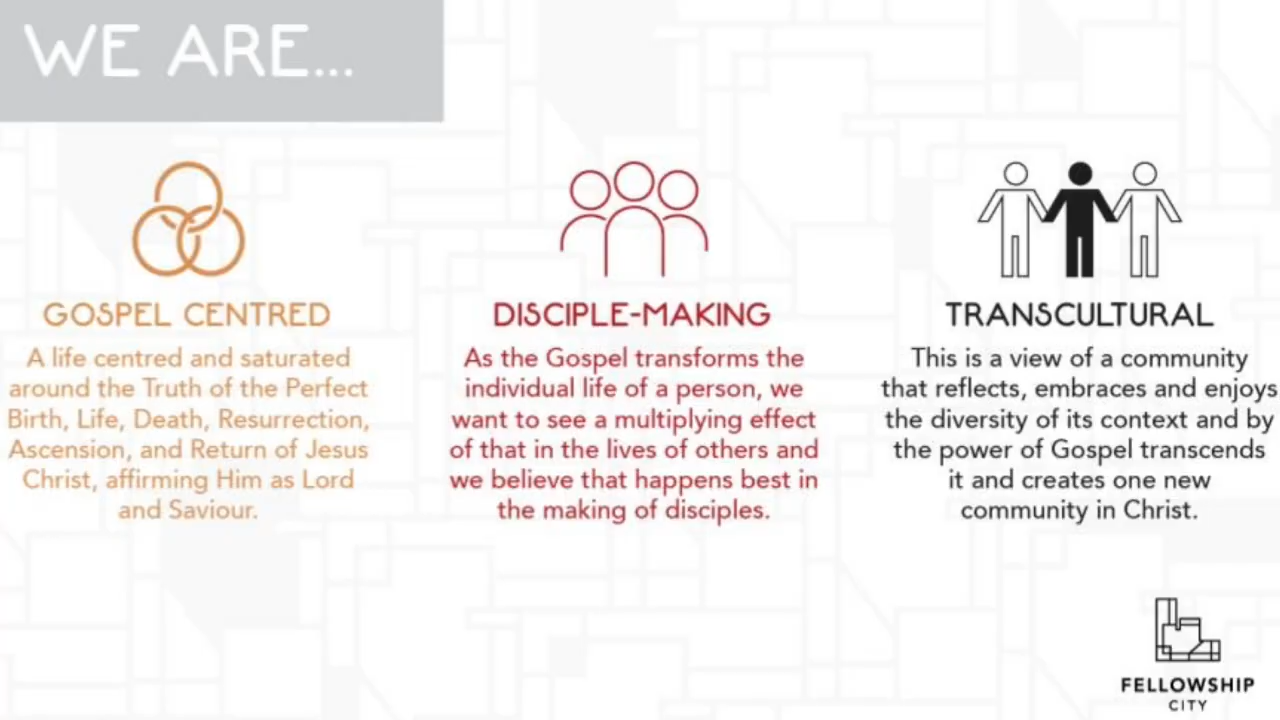 WE ARE...
GOSPEL CENTRED
A life centred and saturated
around the Truth of the Perfect
Birth, Life, Death, Resurrection,
Ascension, and Return of Jesus
Christ, affirming Him as Lord
and Saviour.
DISCIPLE-MAKING
As the Gospel transforms the
individual life of a person, we
want to see a multiplying effect
of that in the lives of others and
we believe that happens best in
the making of disciples.
TRANSCULTURAL
This is a view of a community
that reflects, embraces and enjoys
the diversity of its context and by
the power of Gospel transcends
it and creates one new
community in Christ.
FELLOWSHIP
CITY